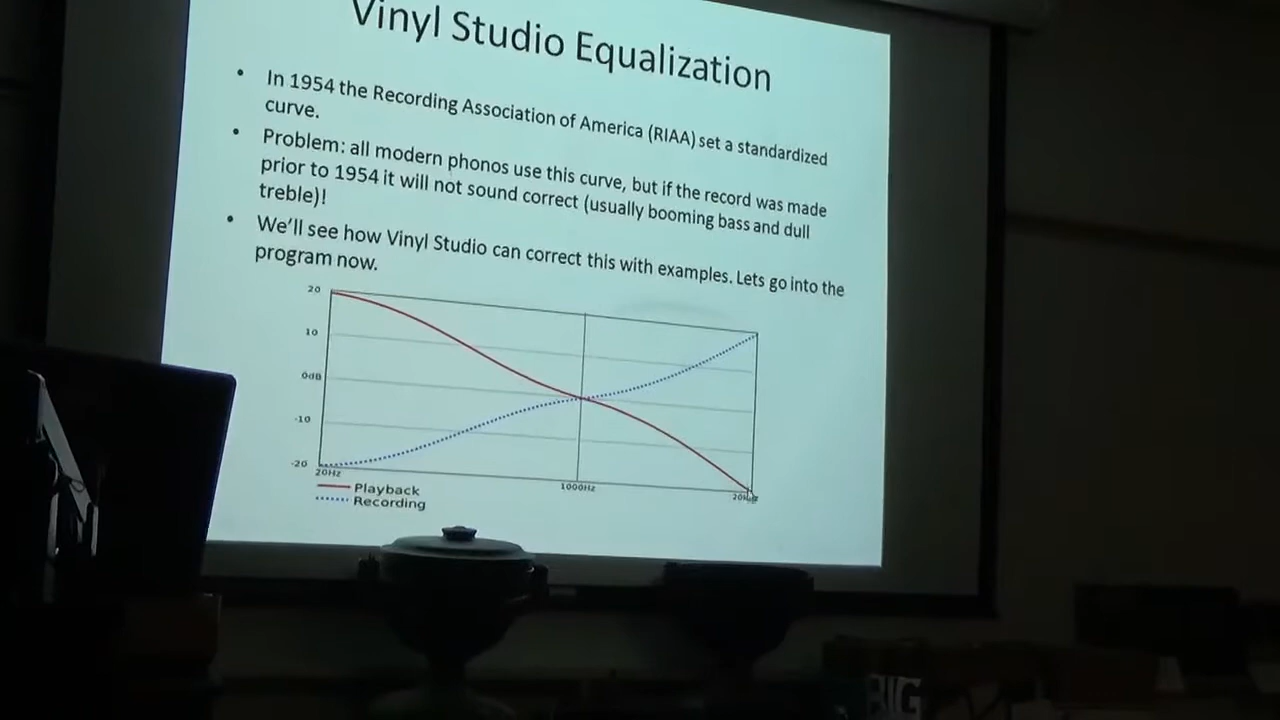 Vinyl Studio Equalization
• In 1954 the Recording Association of America (RIAA) set a standardized
curve.
• Problem: all modern phonos use this curve, but if the record was made
prior to 1954 it will not sound correct (usually booming bass and dull
treble)!
• We'll see how Vinyl Studio can correct this with examples. Lets go into the
program now.
20
10
0dB
-10
-20
20Hz
1000Hz
Playback
Recording
BIG